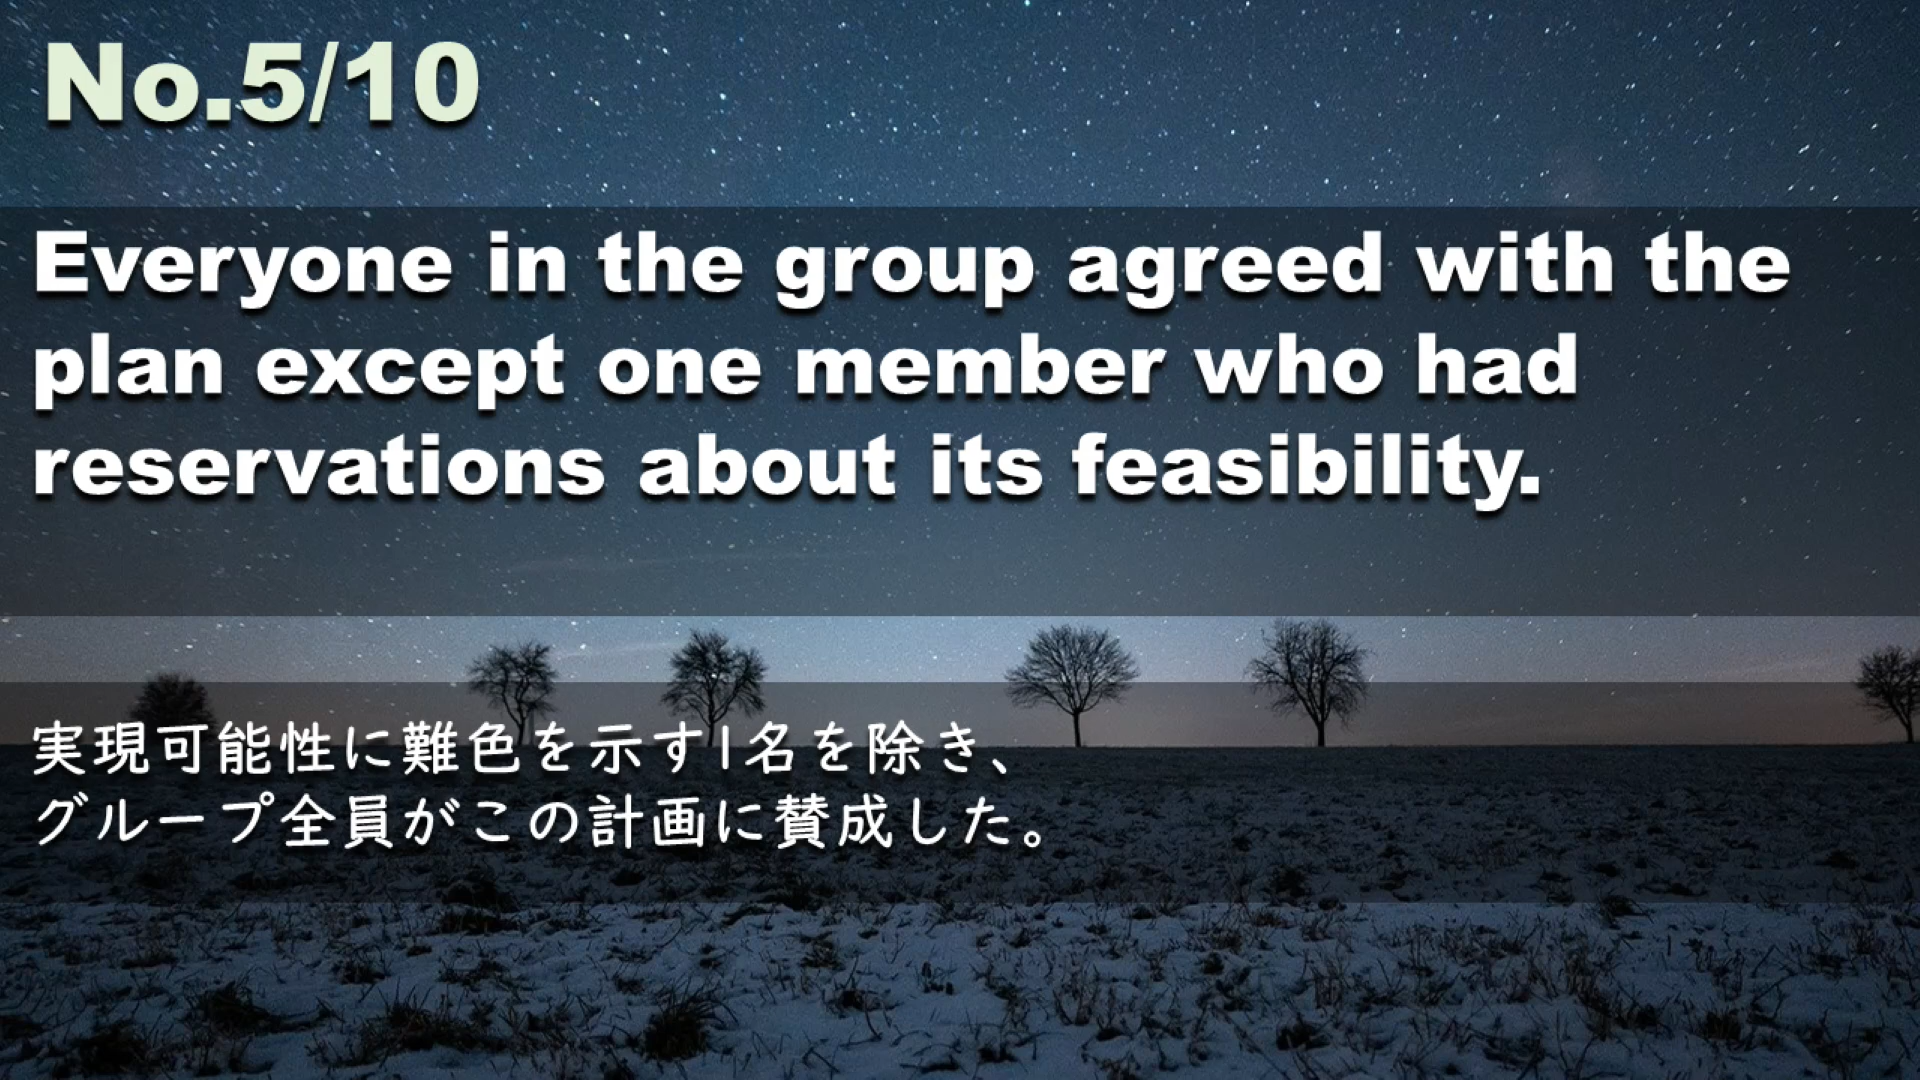 No.5/10
Everyone in the group agreed with the
plan except one member who had
reservations about its feasibility.
実現可能性に難色を示す1名を除き、
グループ全員がこの計画に賛成した。